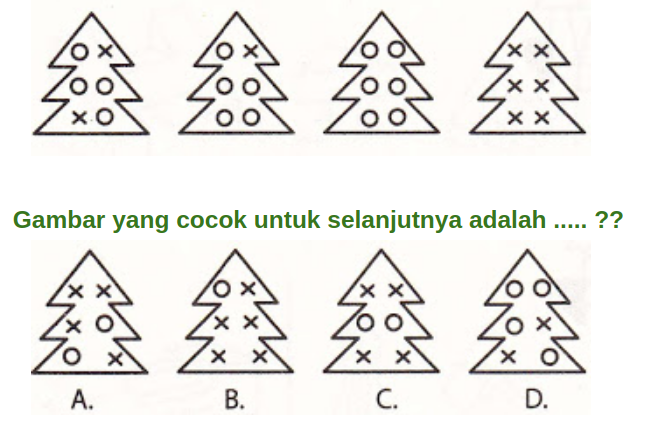 O X O X O O X X
O O O O O O X X
X O O O O O X X
Gambar yang cocok untuk selanjutnya adalah ..... ??
X X O X X X O O
X O X X O O O X
O X X X X X X O
A. B. C. D.